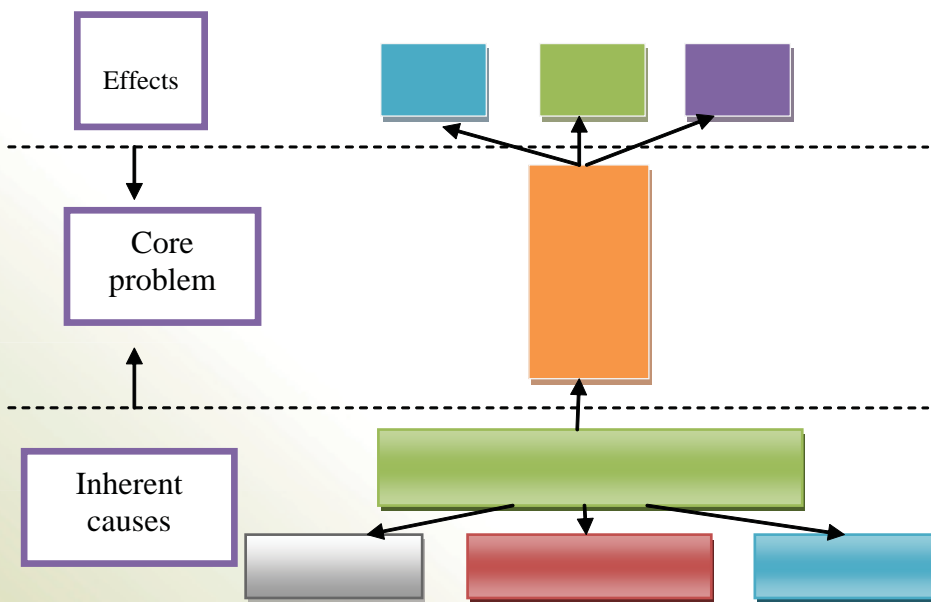 Effects
Core
problem
Inherent
causes